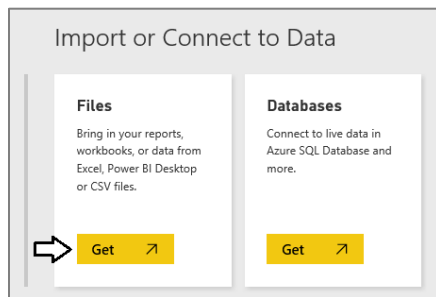 Import or Connect to Data
Files
Bring in your reports,
workbooks, or data from
Excel, Power BI Desktop
or CSV files.
Get
Databases
Connect to live data in
Azure SQL Database and
more.
Get